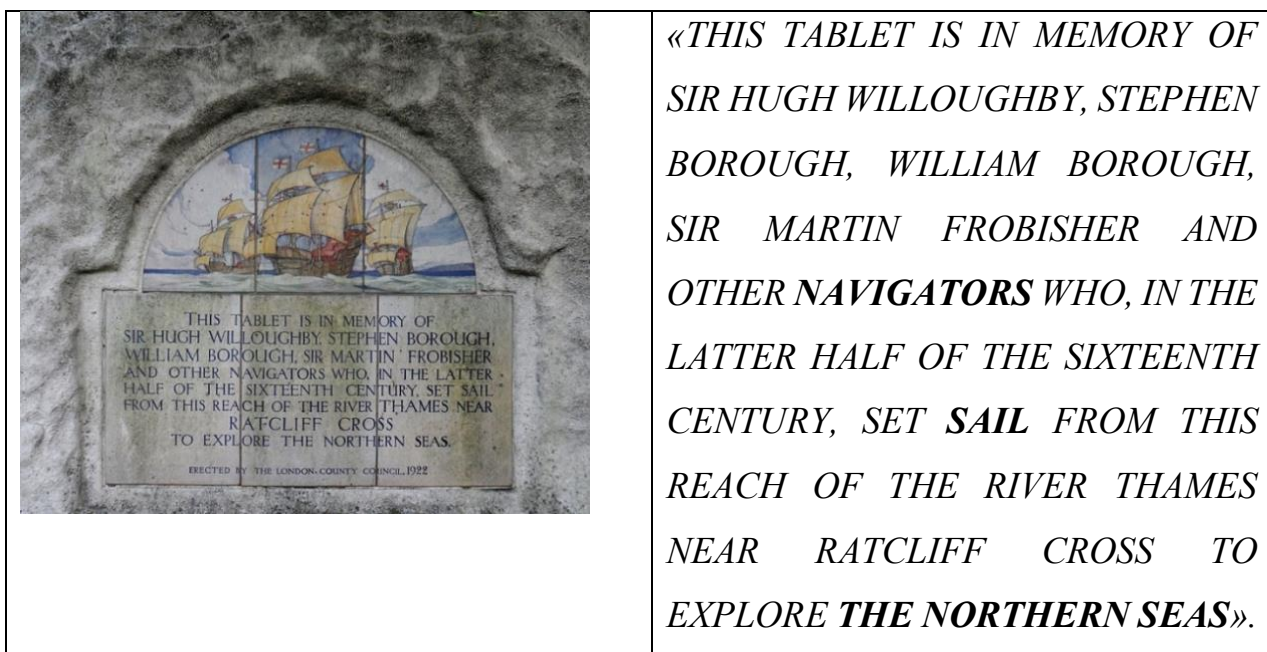 THIS TABLET IS IN MEMORY OF
SIR HUGH WILLOUGHBY, STEPHEN BOROUGH,
WILLIAM BOROUGH, SIR MARTIN FROBISHER
AND OTHER NAVIGATORS WHO, IN THE LATTER
HALF OF THE SIXTEENTH CENTURY, SET SAIL
FROM THIS REACH OF THE RIVER THAMES NEAR
RATCLIFF CROSS
TO EXPLORE THE NORTHERN SEAS.
ERECTED BY THE LONDON COUNTY COUNCIL, 1922
«THIS TABLET IS IN MEMORY OF
SIR HUGH WILLOUGHBY, STEPHEN
BOROUGH, WILLIAM BOROUGH,
SIR MARTIN FROBISHER AND
OTHER NAVIGATORS WHO, IN THE
LATTER HALF OF THE SIXTEENTH
CENTURY, SET SAIL FROM THIS
REACH OF THE RIVER THAMES
NEAR RATCLIFF CROSS TO
EXPLORE THE NORTHERN SEAS».